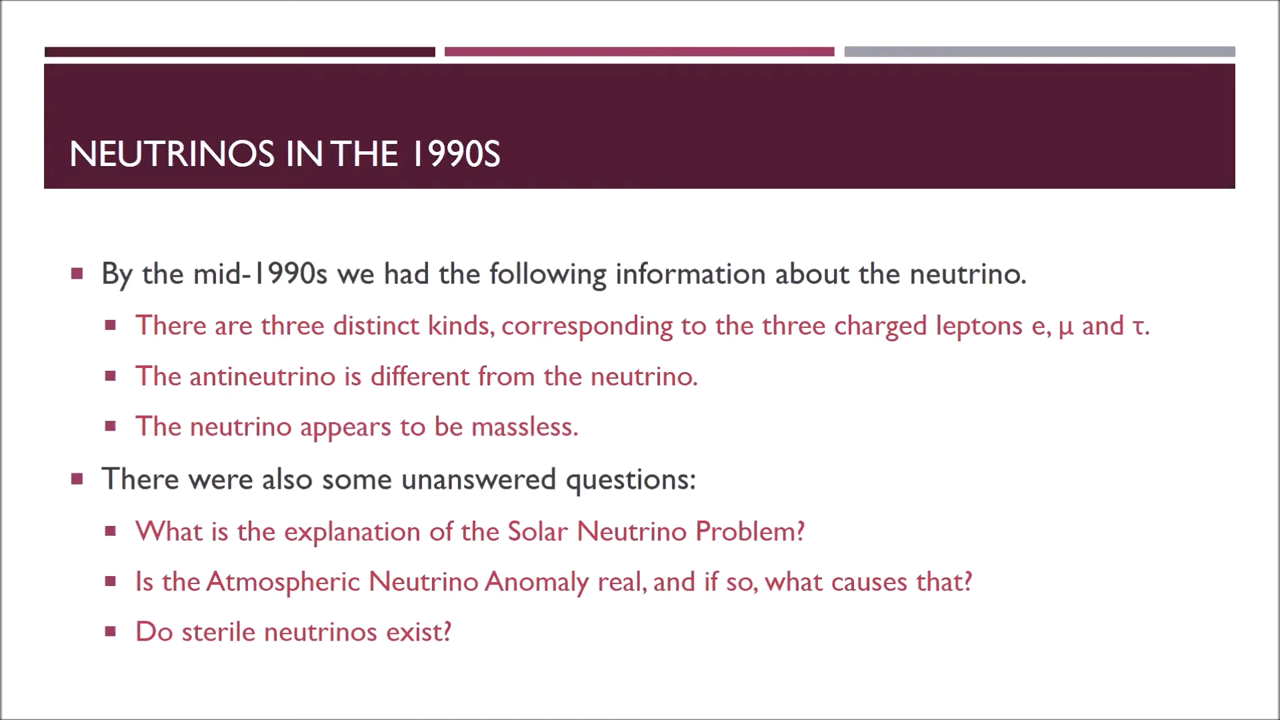 NEUTRINOS IN THE 1990S
By the mid-1990s we had the following information about the neutrino.
There are three distinct kinds, corresponding to the three charged leptons e, μ and τ.
The antineutrino is different from the neutrino.
The neutrino appears to be massless.
There were also some unanswered questions:
What is the explanation of the Solar Neutrino Problem?
Is the Atmospheric Neutrino Anomaly real, and if so, what causes that?
Do sterile neutrinos exist?